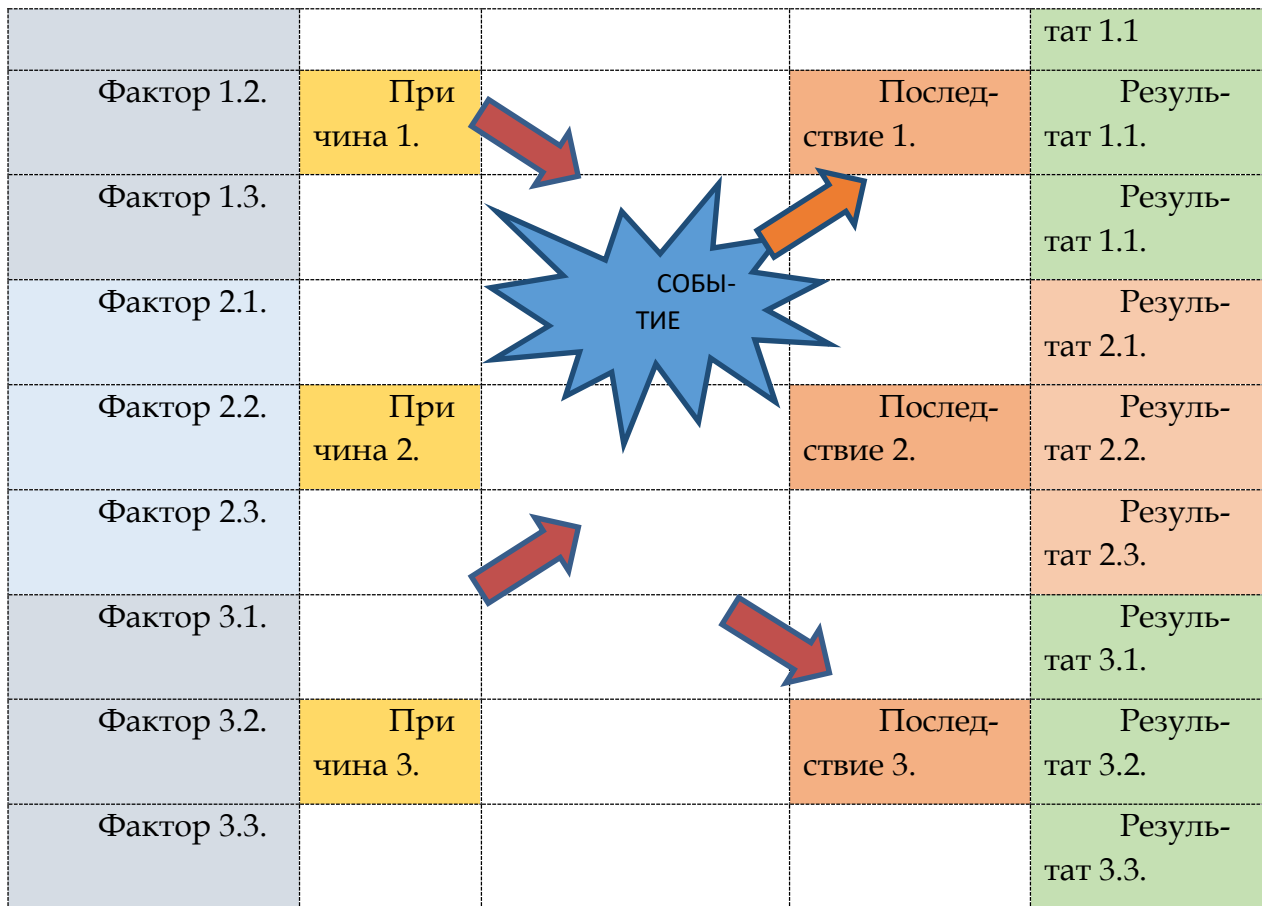 тат 1.1
Фактор 1.2.
При
чина 1.
Послед-
ствие 1.
Резуль-
тат 1.1.
Фактор 1.3.
Резуль-
тат 1.1.
СОБЫ-
ТИЕ
Фактор 2.1.
Резуль-
тат 2.1.
Фактор 2.2.
При
чина 2.
Послед-
ствие 2.
Резуль-
тат 2.2.
Фактор 2.3.
Резуль-
тат 2.3.
Фактор 3.1.
Резуль-
тат 3.1.
Фактор 3.2.
При
чина 3.
Послед-
ствие 3.
Резуль-
тат 3.2.
Фактор 3.3.
Резуль-
тат 3.3.